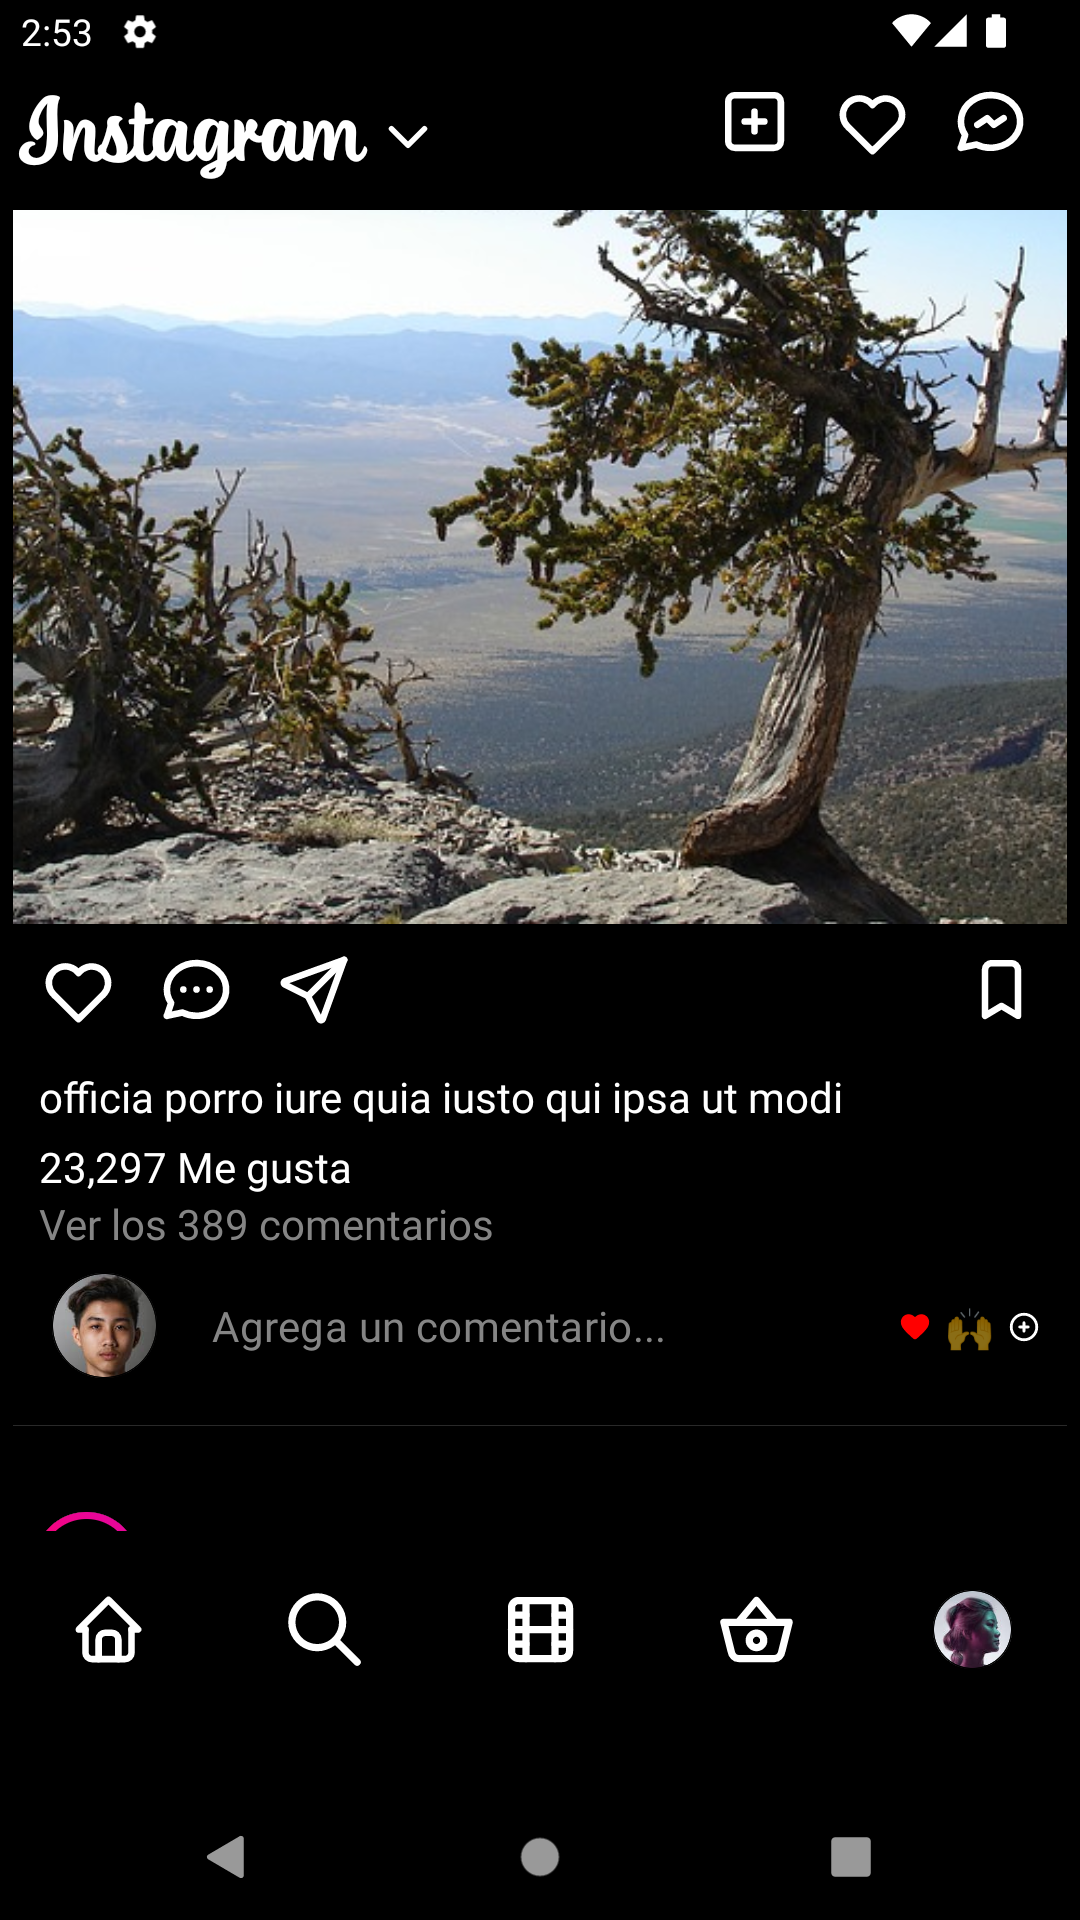 2:53
Instagram
officia porro iure quia iusto qui ipsa ut modi
23,297 Me gusta
Ver los 389 comentarios
Agrega un comentario...